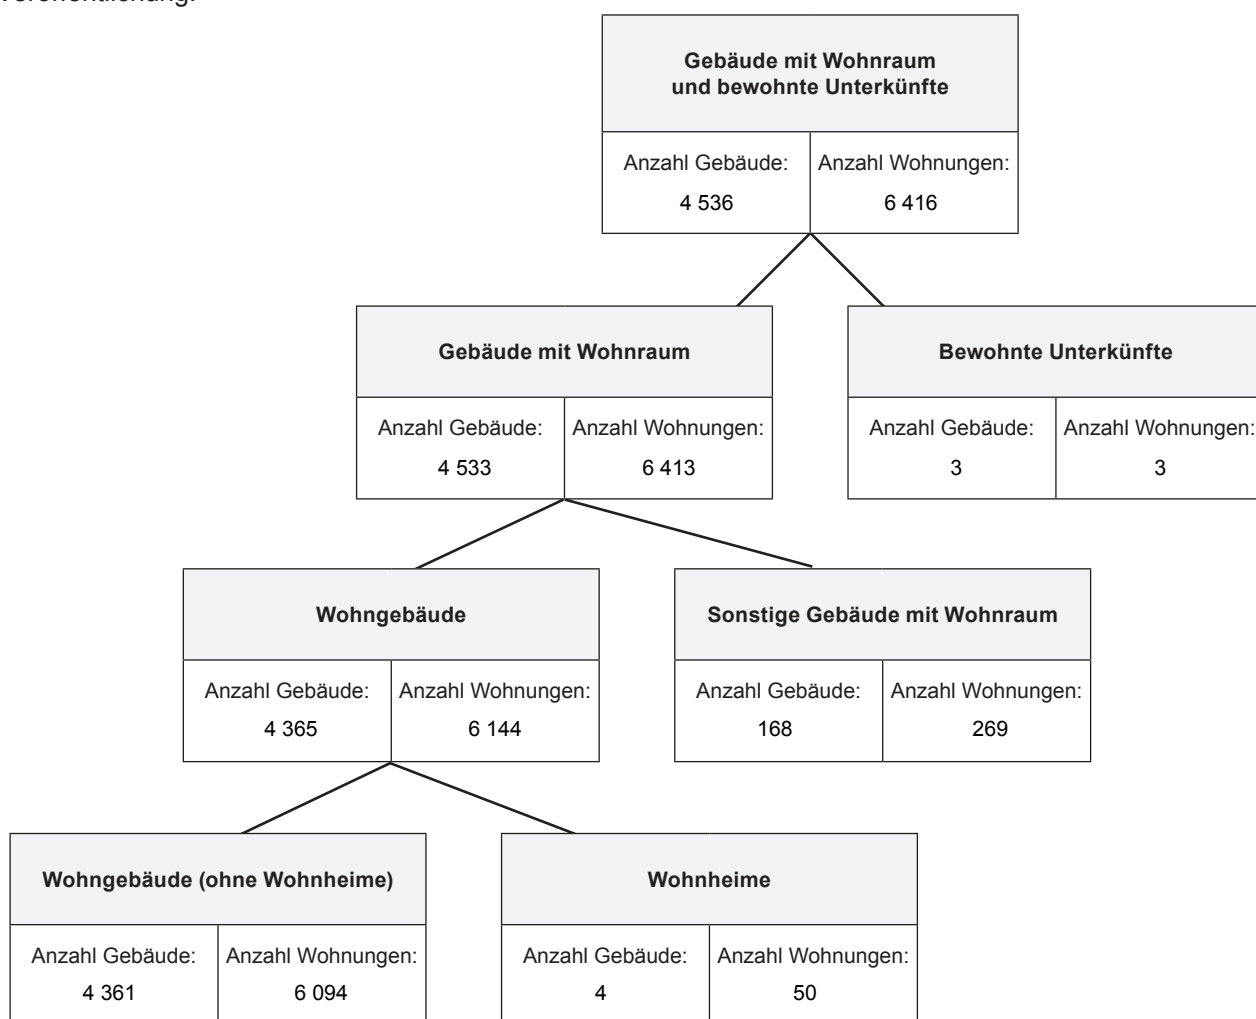 Veröffentlichung.
Gebäude mit Wohnraum
und bewohnte Unterkünfte
Anzahl Gebäude: Anzahl Wohnungen:
4 536 6 416
Gebäude mit Wohnraum Bewohnte Unterkünfte
Anzahl Gebäude: Anzahl Wohnungen: Anzahl Gebäude: Anzahl Wohnungen:
4 533 6 413 3 3
Wohngebäude Sonstige Gebäude mit Wohnraum
Anzahl Gebäude: Anzahl Wohnungen: Anzahl Gebäude: Anzahl Wohnungen:
4 365 6 144 168 269
Wohngebäude (ohne Wohnheime) Wohnheime
Anzahl Gebäude: Anzahl Wohnungen: Anzahl Gebäude: Anzahl Wohnungen:
4 361 6 094 4 50